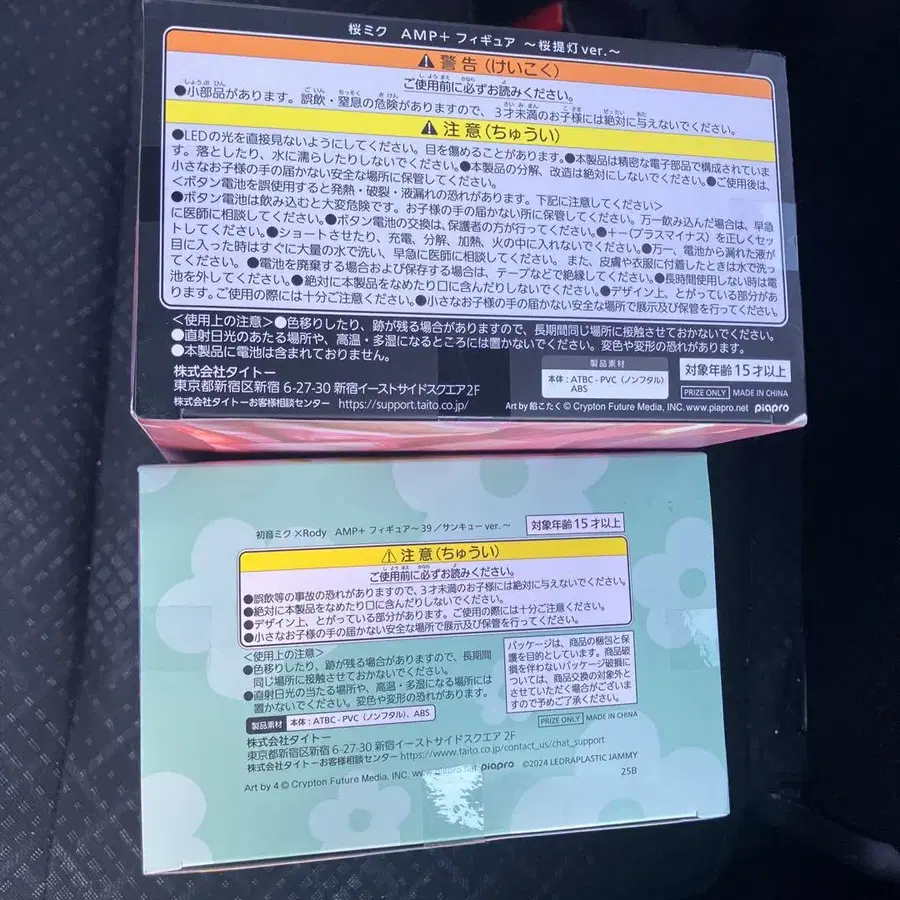 桜ミク AMP+ フィギュア ～桜提灯ver.～
⚠警告(けいこく)
ご使用前に必ずお読みください。
●小部品があります。誤飲・窒息の危険がありますので、3才未満のお子様には絶対に与えないでください。
⚠注意(ちゅうい)
●LEDの光を直接見ないようにしてください。目を傷めることがあります。●本製品は精密な電子部品で構成されていま
す。落としたり、水に濡らしたりしないでください。●本製品の分解、改造は絶対にしないでください。●ご使用後は、
小さなお子様の手の届かない安全な場所に保管してください。
＜ボタン電池を誤使用すると発熱・破裂・液漏れの恐れがあります。下記に注意してください＞
●ボタン電池は飲み込むと大変危険です。お子様の手の届かない所に保管してください。万一飲み込んだ場合は、早急
に医師に相談してください。●ボタン電池の交換は、保護者の方が行ってください。●＋－(プラスマイナス)を正しくセッ
トしてください。●ショートさせたり、充電、分解、加熱、火の中に入れないでください。●万一、電池から漏れた液が
目に入った時はすぐに大量の水で洗い、早急に医師に相談してください。また、皮膚や衣服に付着したときは水で洗っ
てください。●電池を廃棄する場合および保存する場合は、テープなどで絶縁してください。●長時間使用しない時は電
池を外してください。●絶対に本製品をなめたり口に含んだりしないでください。●デザイン上、とがっている部分があ
ります。ご使用の際には十分ご注意ください。●小さなお子様の手の届かない安全な場所で展示及び保管を行ってください。
＜使用上の注意＞●色移りしたり、跡が残る場合がありますので、長期間同じ場所に接触させておかないでください。
●直射日光のあたる場所や、高温・多湿になるところには置かないでください。変色や変形の恐れがあります。
●本製品に電池は含まれておりません。
製品素材
本体：ATBC-PVC(ノンフタル)
ABS
対象年齢15才以上
株式会社タイトー
東京都新宿区新宿 6-27-30 新宿イーストサイドスクエア2F
PRIZE ONLY MADE IN CHINA
株式会社タイトーお客様相談センター https://support.taito.co.jp/
Art by 餡こたく © Crypton Future Media, INC. www.piapro.net piapro
初音ミク×Rody AMP+ フィギュア～39／サンキューver.～
対象年齢15才以上
⚠注意(ちゅうい)
ご使用前に必ずお読みください。
●誤飲等の事故の恐れがありますので、3才未満のお子様には絶対に与えないでください。
●絶対に本製品をなめたり口に含んだりしないでください。
●デザイン上、とがっている部分があります。ご使用の際には十分ご注意ください。
●小さなお子様の手の届かない安全な場所で展示及び保管を行ってください。
＜使用上の注意＞
●色移りしたり、跡が残る場合がありますので、長期間
同じ場所に接触させておかないでください。
●直射日光の当たる場所や、高温・多湿になる場所には
置かないでください。変色や変形の恐れがあります。
パッケージは、商品の梱包と保
護を目的としています。商品破
損を伴わないパッケージ破損に
ついては、商品交換の対象外と
させていただく場合がございま
すので予めご了承ください。
製品素材 本体：ATBC-PVC(ノンフタル)、ABS
PRIZE ONLY MADE IN CHINA
株式会社タイトー
東京都新宿区新宿 6-27-30 新宿イーストサイドスクエア 2F
株式会社タイトーお客様相談センター https://www.taito.co.jp/contact_us/chat_support
Art by 4 © Crypton Future Media, INC. www.piapro.net piapro ©2024 LEDRAPLASTIC JAMMY
25B